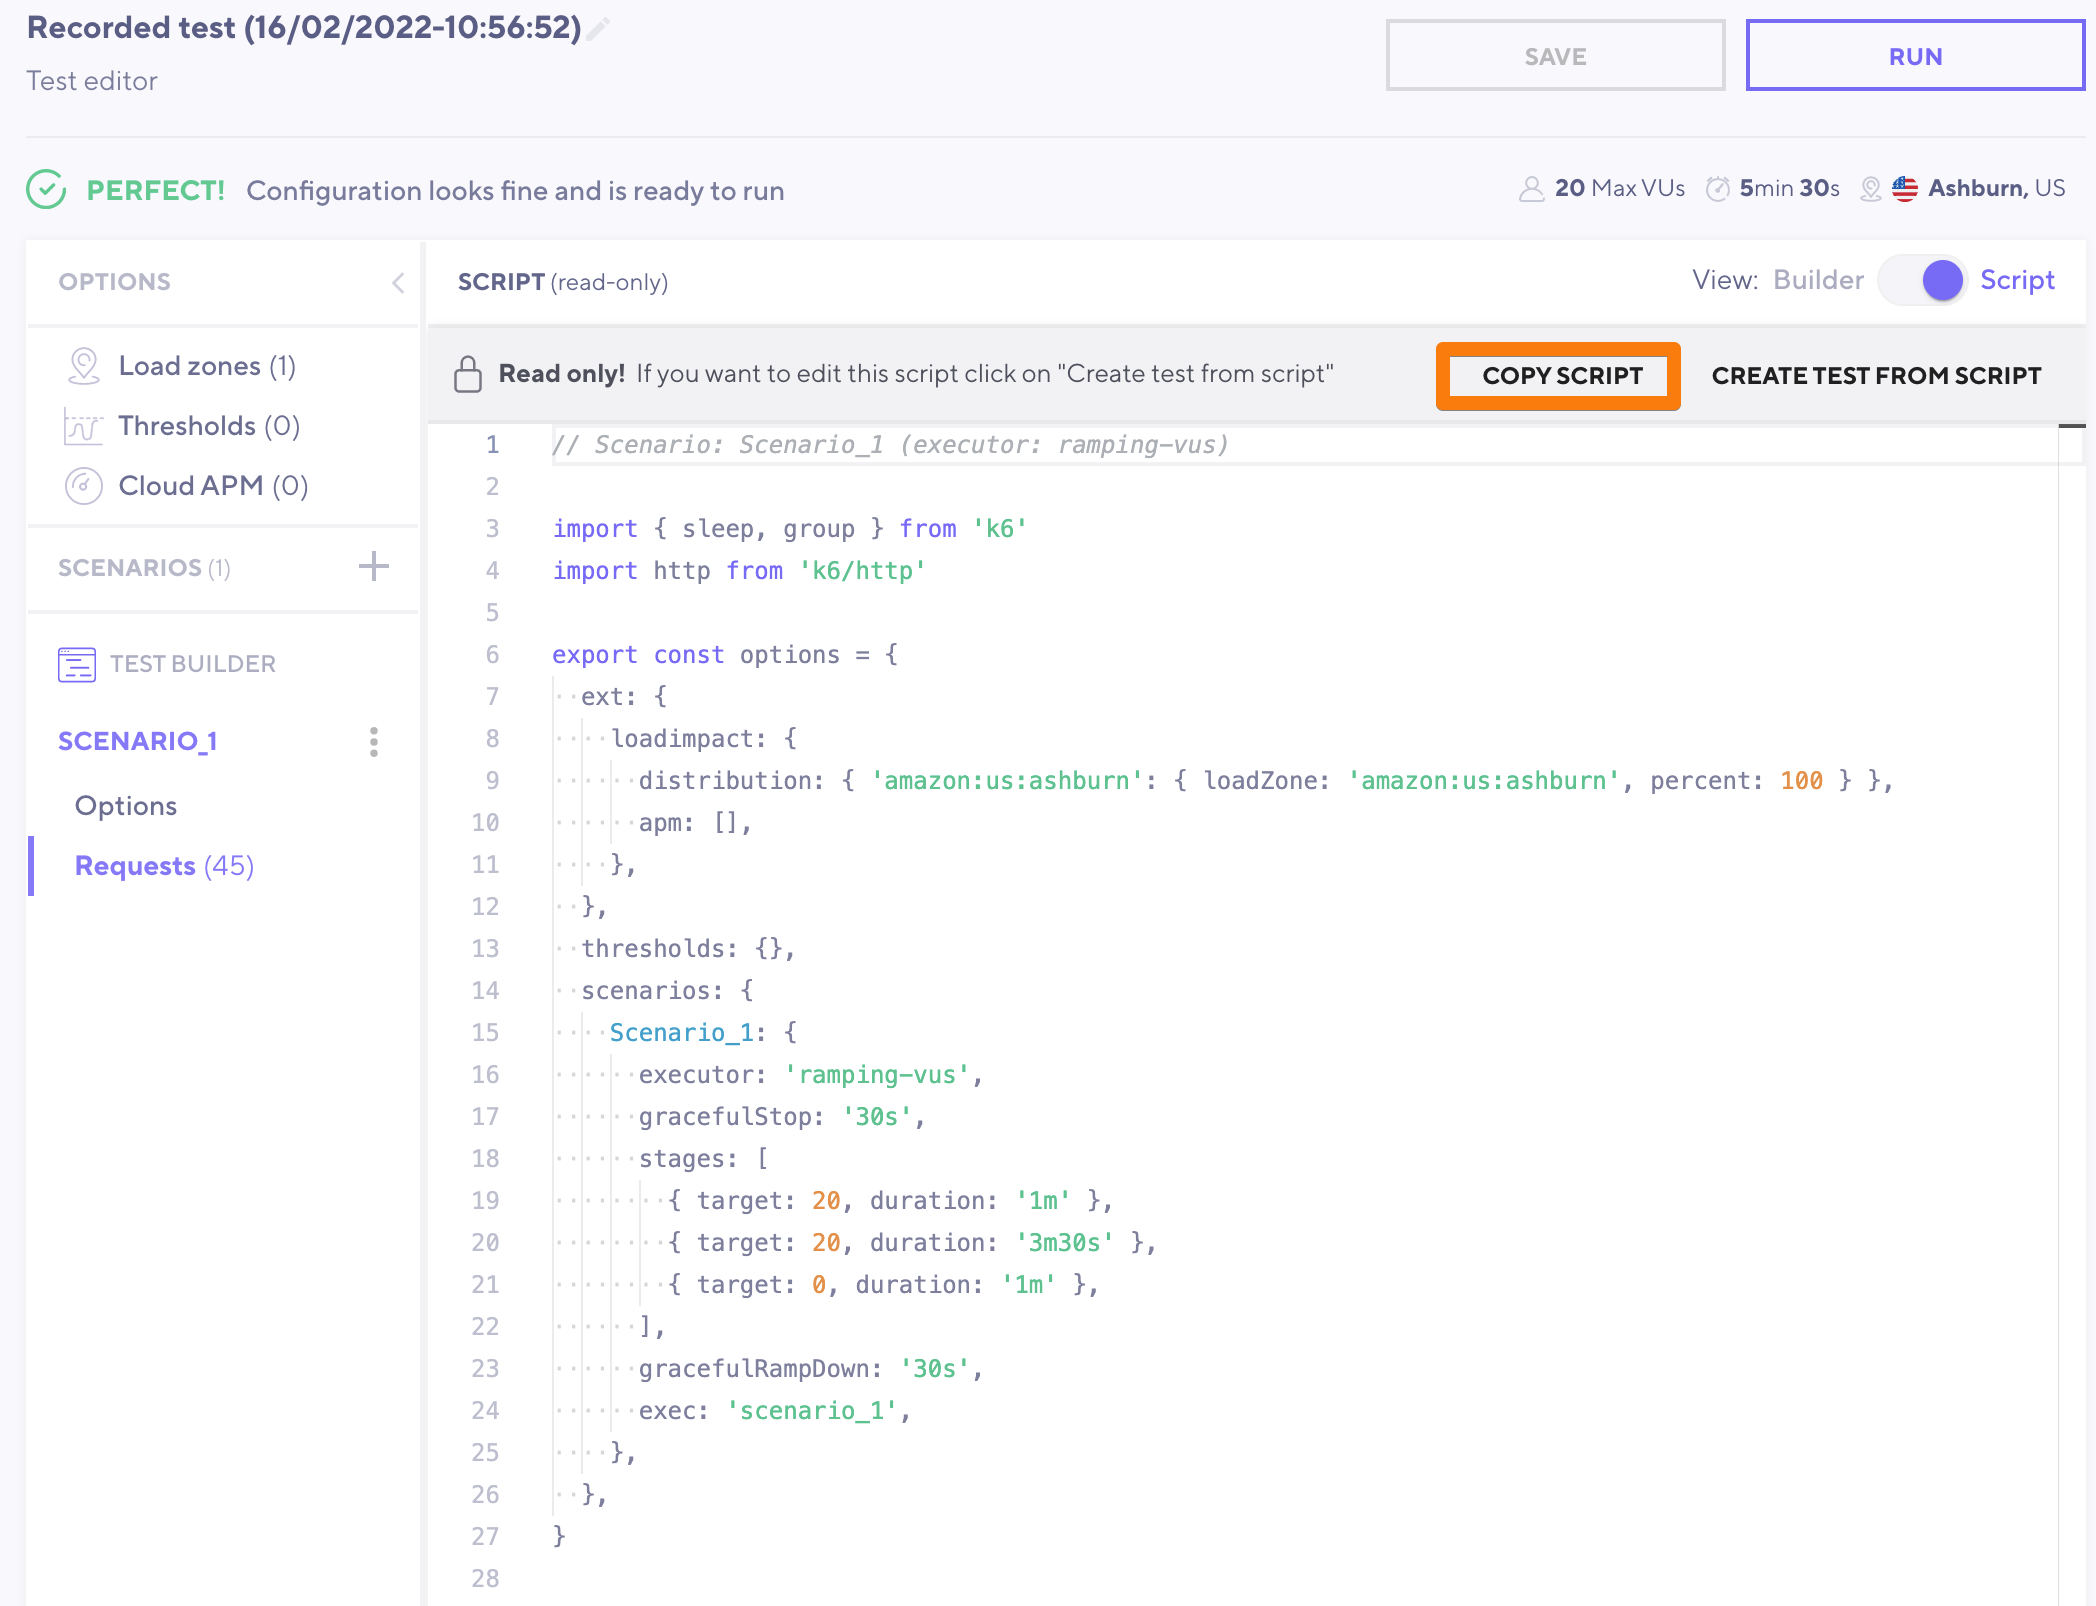 Recorded test (16/02/2022-10:56:52)
Test editor
SAVE
RUN
PERFECT! Configuration looks fine and is ready to run
20 Max VUs
5min 30s
Ashburn, US
OPTIONS
Load zones (1)
Thresholds (0)
Cloud APM (0)
SCENARIOS (1)
TEST BUILDER
SCENARIO_1
Options
Requests (45)
SCRIPT (read-only)
View: Builder Script
Read only! If you want to edit this script click on "Create test from script"
COPY SCRIPT
CREATE TEST FROM SCRIPT
1 // Scenario: Scenario_1 (executor: ramping-vus)
2
3 import { sleep, group } from 'k6'
4 import http from 'k6/http'
5
6 export const options = {
7 ext: {
8 loadimpact: {
9 distribution: { 'amazon:us:ashburn': { loadZone: 'amazon:us:ashburn', percent: 100 } },
10 apm: [],
11 },
12 },
13 thresholds: {},
14 scenarios: {
15 Scenario_1: {
16 executor: 'ramping-vus',
17 gracefulStop: '30s',
18 stages: [
19 { target: 20, duration: '1m' },
20 { target: 20, duration: '3m30s' },
21 { target: 0, duration: '1m' },
22 ],
23 gracefulRampDown: '30s',
24 exec: 'scenario_1',
25 },
26 },
27 }
28